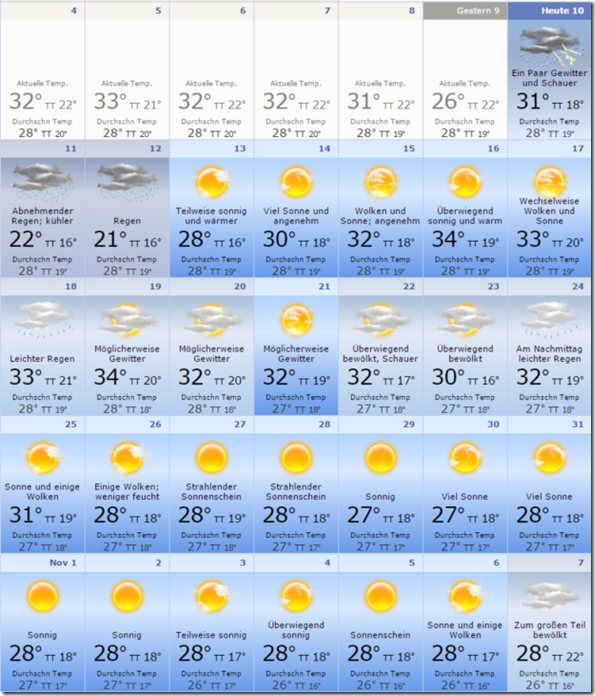 4 5 6 7 8 Gestern 9 Heute 10
Ein Paar Gewitter
und Schauer
Aktuelle Temp. Aktuelle Temp. Aktuelle Temp. Aktuelle Temp. Aktuelle Temp. Aktuelle Temp.
32° TT 22° 33° TT 21° 32° TT 22° 32° TT 22° 31° TT 22° 26° TT 22° 31° TT 18°
Durchschn Temp Durchschn Temp Durchschn Temp Durchschn Temp Durchschn Temp Durchschn Temp Durchschn Temp
28° TT 20° 28° TT 20° 28° TT 20° 28° TT 20° 28° TT 19° 28° TT 19° 28° TT 19°
11 12 13 14 15 16 17
Abnehmender
Regen; kühler
Regen
Teilweise sonnig
und wärmer
Viel Sonne und
angenehm
Wolken und
Sonne; angenehm
Überwiegend
sonnig und warm
Wechselweise
Wolken und
Sonne
22° TT 16° 21° TT 16° 28° TT 16° 30° TT 18° 32° TT 18° 34° TT 19° 33° TT 20°
Durchschn Temp Durchschn Temp Durchschn Temp Durchschn Temp Durchschn Temp Durchschn Temp Durchschn Temp
28° TT 19° 28° TT 19° 28° TT 19° 28° TT 19° 28° TT 19° 28° TT 19° 28° TT 19°
18 19 20 21 22 23 24
Leichter Regen
Möglicherweise
Gewitter
Möglicherweise
Gewitter
Möglicherweise
Gewitter
Überwiegend
bewölkt, Schauer
Überwiegend
bewölkt
Am Nachmittag
leichter Regen
33° TT 21° 34° TT 20° 32° TT 20° 32° TT 19° 32° TT 17° 30° TT 16° 32° TT 19°
Durchschn Temp Durchschn Temp Durchschn Temp Durchschn Temp Durchschn Temp Durchschn Temp Durchschn Temp
28° TT 19° 28° TT 18° 28° TT 18° 27° TT 18° 27° TT 18° 27° TT 18° 27° TT 18°
25 26 27 28 29 30 31
Sonne und einige
Wolken
Einige Wolken;
weniger feucht
Strahlender
Sonnenschein
Strahlender
Sonnenschein
Sonnig
Viel Sonne
Viel Sonne
31° TT 19° 28° TT 18° 28° TT 19° 28° TT 18° 27° TT 18° 27° TT 18° 28° TT 18°
Durchschn Temp Durchschn Temp Durchschn Temp Durchschn Temp Durchschn Temp Durchschn Temp Durchschn Temp
27° TT 18° 27° TT 18° 27° TT 18° 27° TT 17° 27° TT 17° 27° TT 17° 27° TT 17°
Nov 1 2 3 4 5 6 7
Sonnig
Sonnig
Teilweise sonnig
Überwiegend
sonnig
Sonnenschein
Sonne und einige
Wolken
Zum großen Teil
bewölkt
28° TT 18° 28° TT 18° 28° TT 17° 28° TT 18° 28° TT 18° 28° TT 17° 28° TT 22°
Durchschn Temp Durchschn Temp Durchschn Temp Durchschn Temp Durchschn Temp Durchschn Temp Durchschn Temp
27° TT 17° 27° TT 17° 26° TT 17° 26° TT 16° 26° TT 16° 26° TT 16° 26° TT 16°